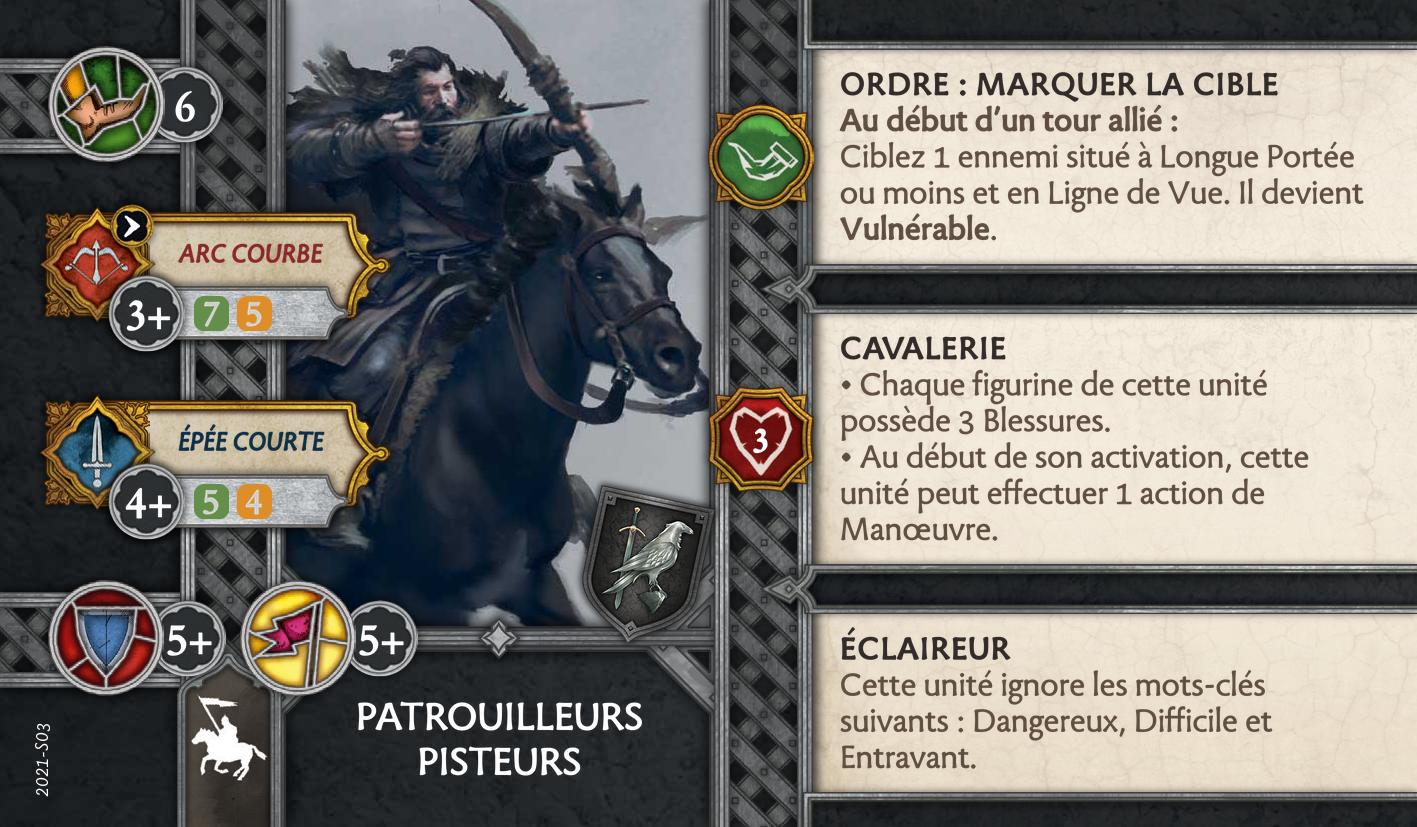 6
ARC COURBE
3+ 7 5
ÉPÉE COURTE
4+ 5 4
5+ 5+
PATROUILLEURS
PISTEURS
2021-S03
ORDRE : MARQUER LA CIBLE
Au début d'un tour allié :
Ciblez 1 ennemi situé à Longue Portée
ou moins et en Ligne de Vue. Il devient
Vulnérable.
3
CAVALERIE
• Chaque figurine de cette unité
possède 3 Blessures.
• Au début de son activation, cette
unité peut effectuer 1 action de
Manœuvre.
ÉCLAIREUR
Cette unité ignore les mots-clés
suivants : Dangereux, Difficile et
Entravant.